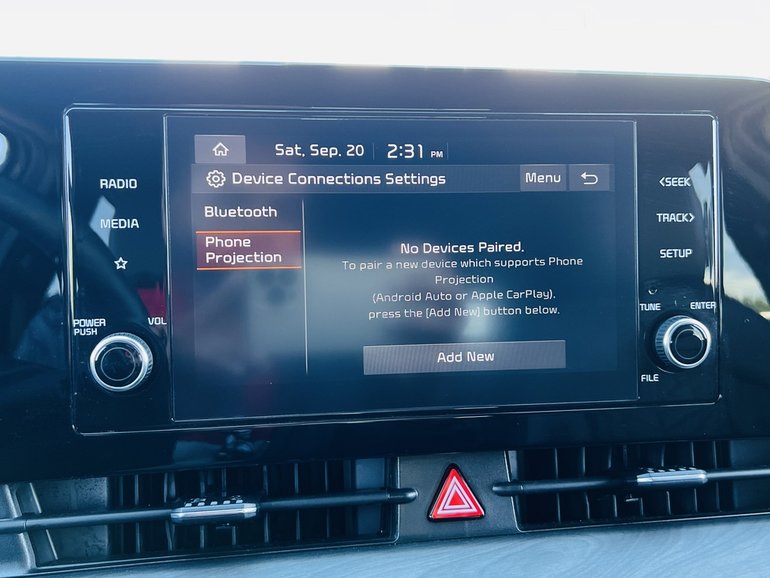 Sat, Sep. 20 2:31 PM
Device Connections Settings Menu
RADIO
MEDIA
POWER PUSH
VOL
Bluetooth
Phone
Projection
No Devices Paired.
To pair a new device which supports Phone
Projection
(Android Auto or Apple CarPlay),
press the [Add New] button below.
Add New
<SEEK
TRACK>
SETUP
TUNE
ENTER
FILE